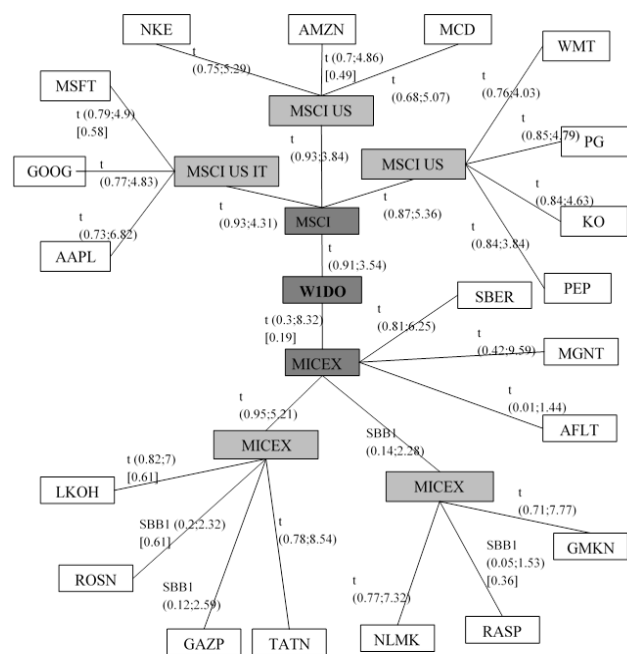 NKE
AMZN
MCD
WMT
t
(0.75;5.29)
t
(0.7;4.86)
[0.49]
t
(0.68;5.07)
t
(0.76;4.03)
MSFT
t (0.79;4.9)
[0.58]
MSCI US
t
(0.85;4.79)
PG
GOOG
t
(0.77;4.83)
MSCI US IT
t
(0.93;3.84)
MSCI US
t
(0.84;4.63)
KO
t
(0.73;6.82)
AAPL
t
(0.93;4.31)
MSCI
t
(0.87;5.36)
t
(0.84;3.84)
PEP
t
(0.91;3.54)
W1DO
SBER
t (0.3;8.32)
[0.19]
t
(0.81;6.25)
MICEX
t
(0.42;9.59)
MGNT
t
(0.01;1.44)
AFLT
t
(0.95;5.21)
SBB1
(0.14;2.28)
MICEX
MICEX
LKOH
t (0.82;7)
[0.61]
t
(0.71;7.77)
GMKN
SBB1 (0.2;2.32)
[0.61]
ROSN
t
(0.78;8.54)
SBB1
(0.05;1.53)
[0.36]
SBB1
(0.12;2.59)
t
(0.77;7.32)
GAZP
TATN
NLMK
RASP